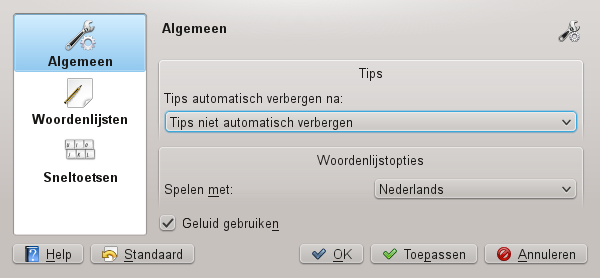 Algemeen
Woordenlijsten
Sneltoetsen
Algemeen
Tips
Tips automatisch verbergen na:
Tips niet automatisch verbergen
Woordenlijstopties
Spelen met: Nederlands
Geluid gebruiken
Help Standaard OK Toepassen Annuleren